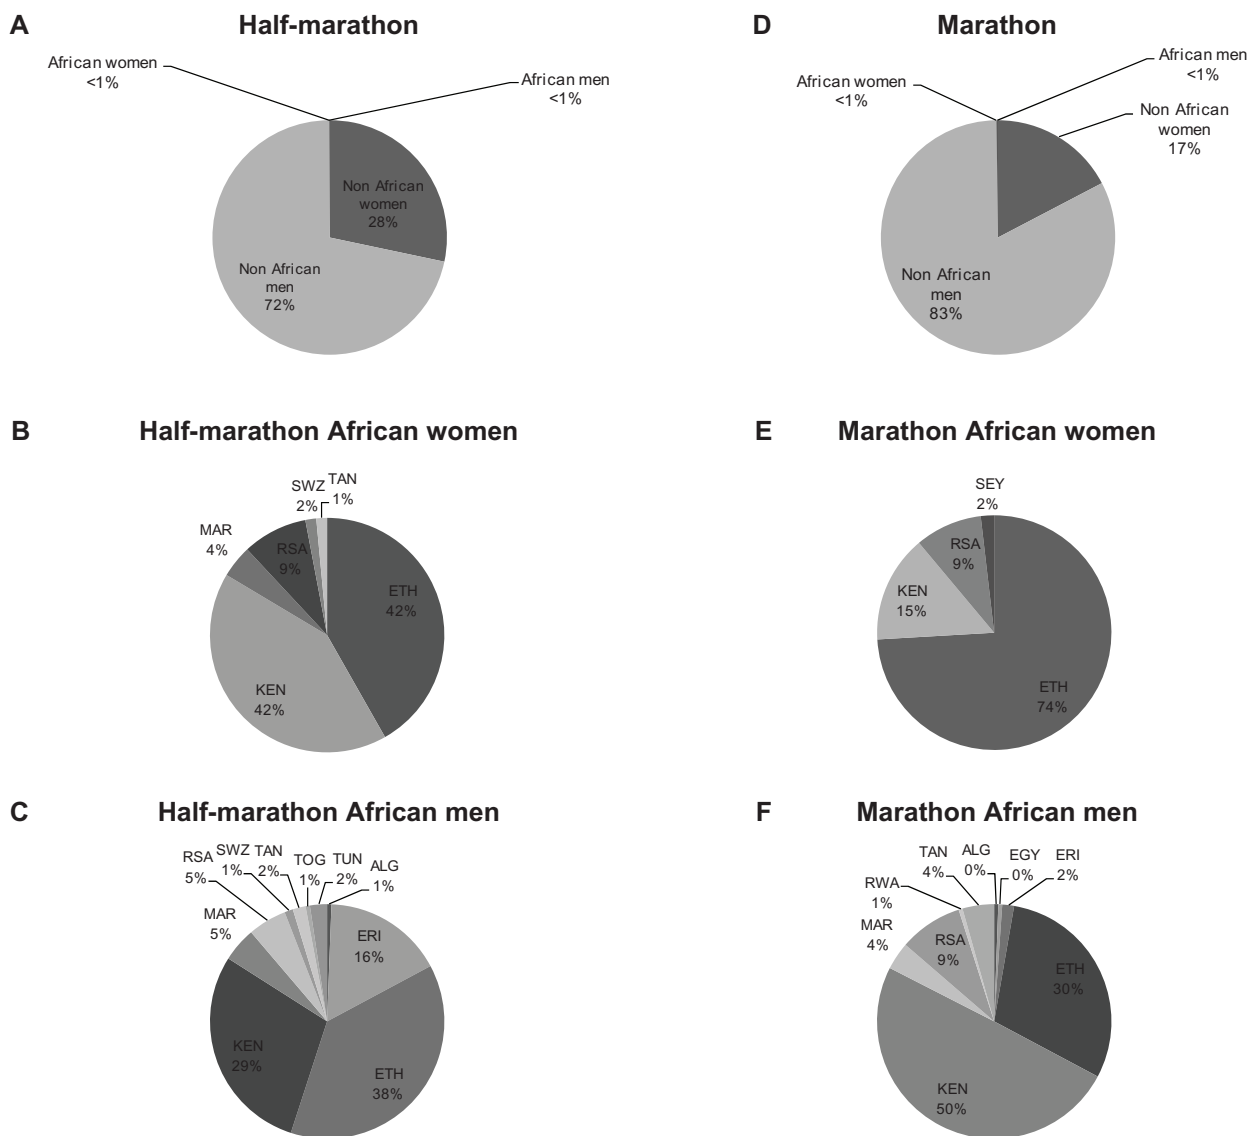 A
Half-marathon
African women
<1%
African men
<1%
Non African
women
28%
Non African
men
72%
D
Marathon
African women
<1%
African men
<1%
Non African
women
17%
Non African
men
83%
B
Half-marathon African women
SWZ
2%
TAN
1%
MAR
4%
RSA
9%
ETH
42%
KEN
42%
E
Marathon African women
SEY
2%
RSA
9%
KEN
15%
ETH
74%
C
Half-marathon African men
RSA
5%
SWZ
1%
TAN
2%
TOG
1%
TUN
2%
ALG
1%
MAR
5%
ERI
16%
KEN
29%
ETH
38%
F
Marathon African men
TAN
4%
ALG
0%
EGY
0%
ERI
2%
RWA
1%
MAR
4%
RSA
9%
ETH
30%
KEN
50%